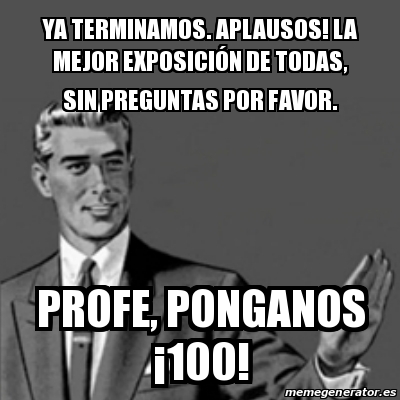 YA TERMINAMOS. APLAUSOS! LA
MEJOR EXPOSICIÓN DE TODAS,
SIN PREGUNTAS POR FAVOR.
PROFE, PONGANOS
¡100!
memegenerator.es